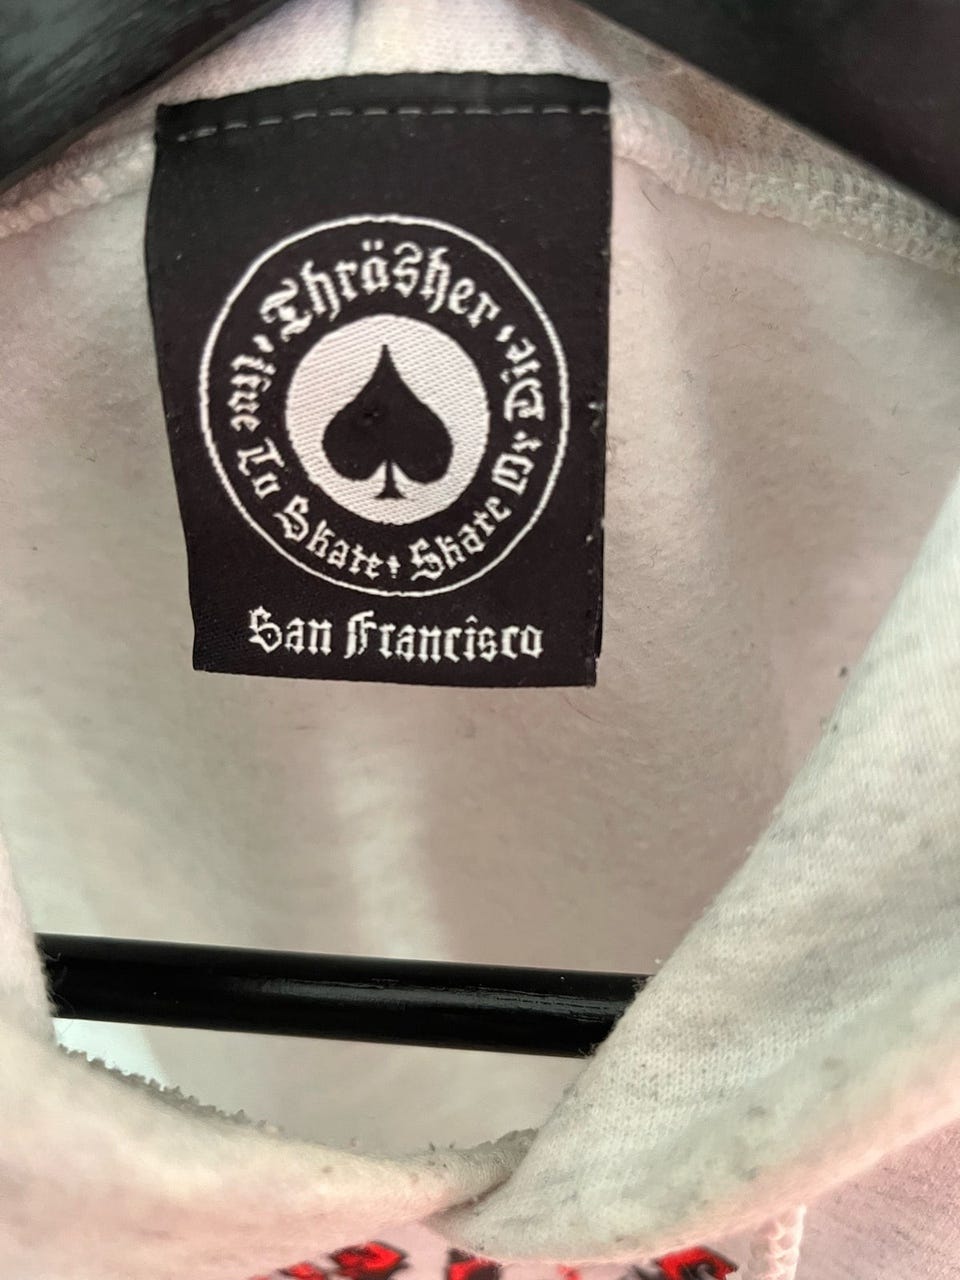 Thräsher
Live To Skate
Skate Or Die
San Francisco